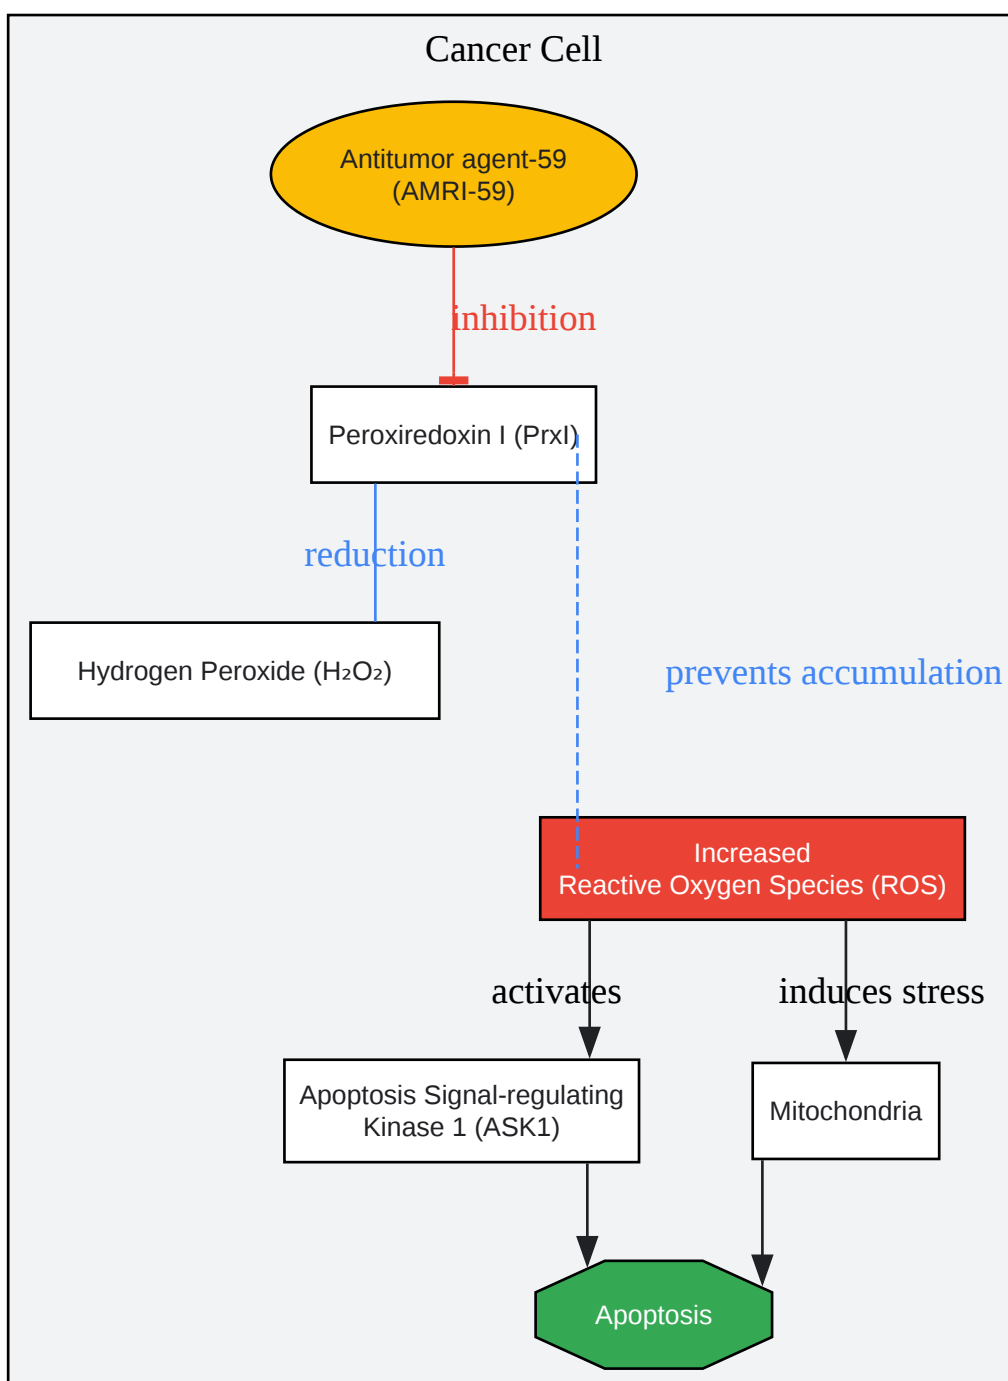 Cancer Cell
Antitumor agent-59
(AMRI-59)
inhibition
Peroxiredoxin I (PrxI)
reduction
Hydrogen Peroxide (H₂O₂)
prevents accumulation
Increased
Reactive Oxygen Species (ROS)
activates
induces stress
Apoptosis Signal-regulating
Kinase 1 (ASK1)
Mitochondria
Apoptosis